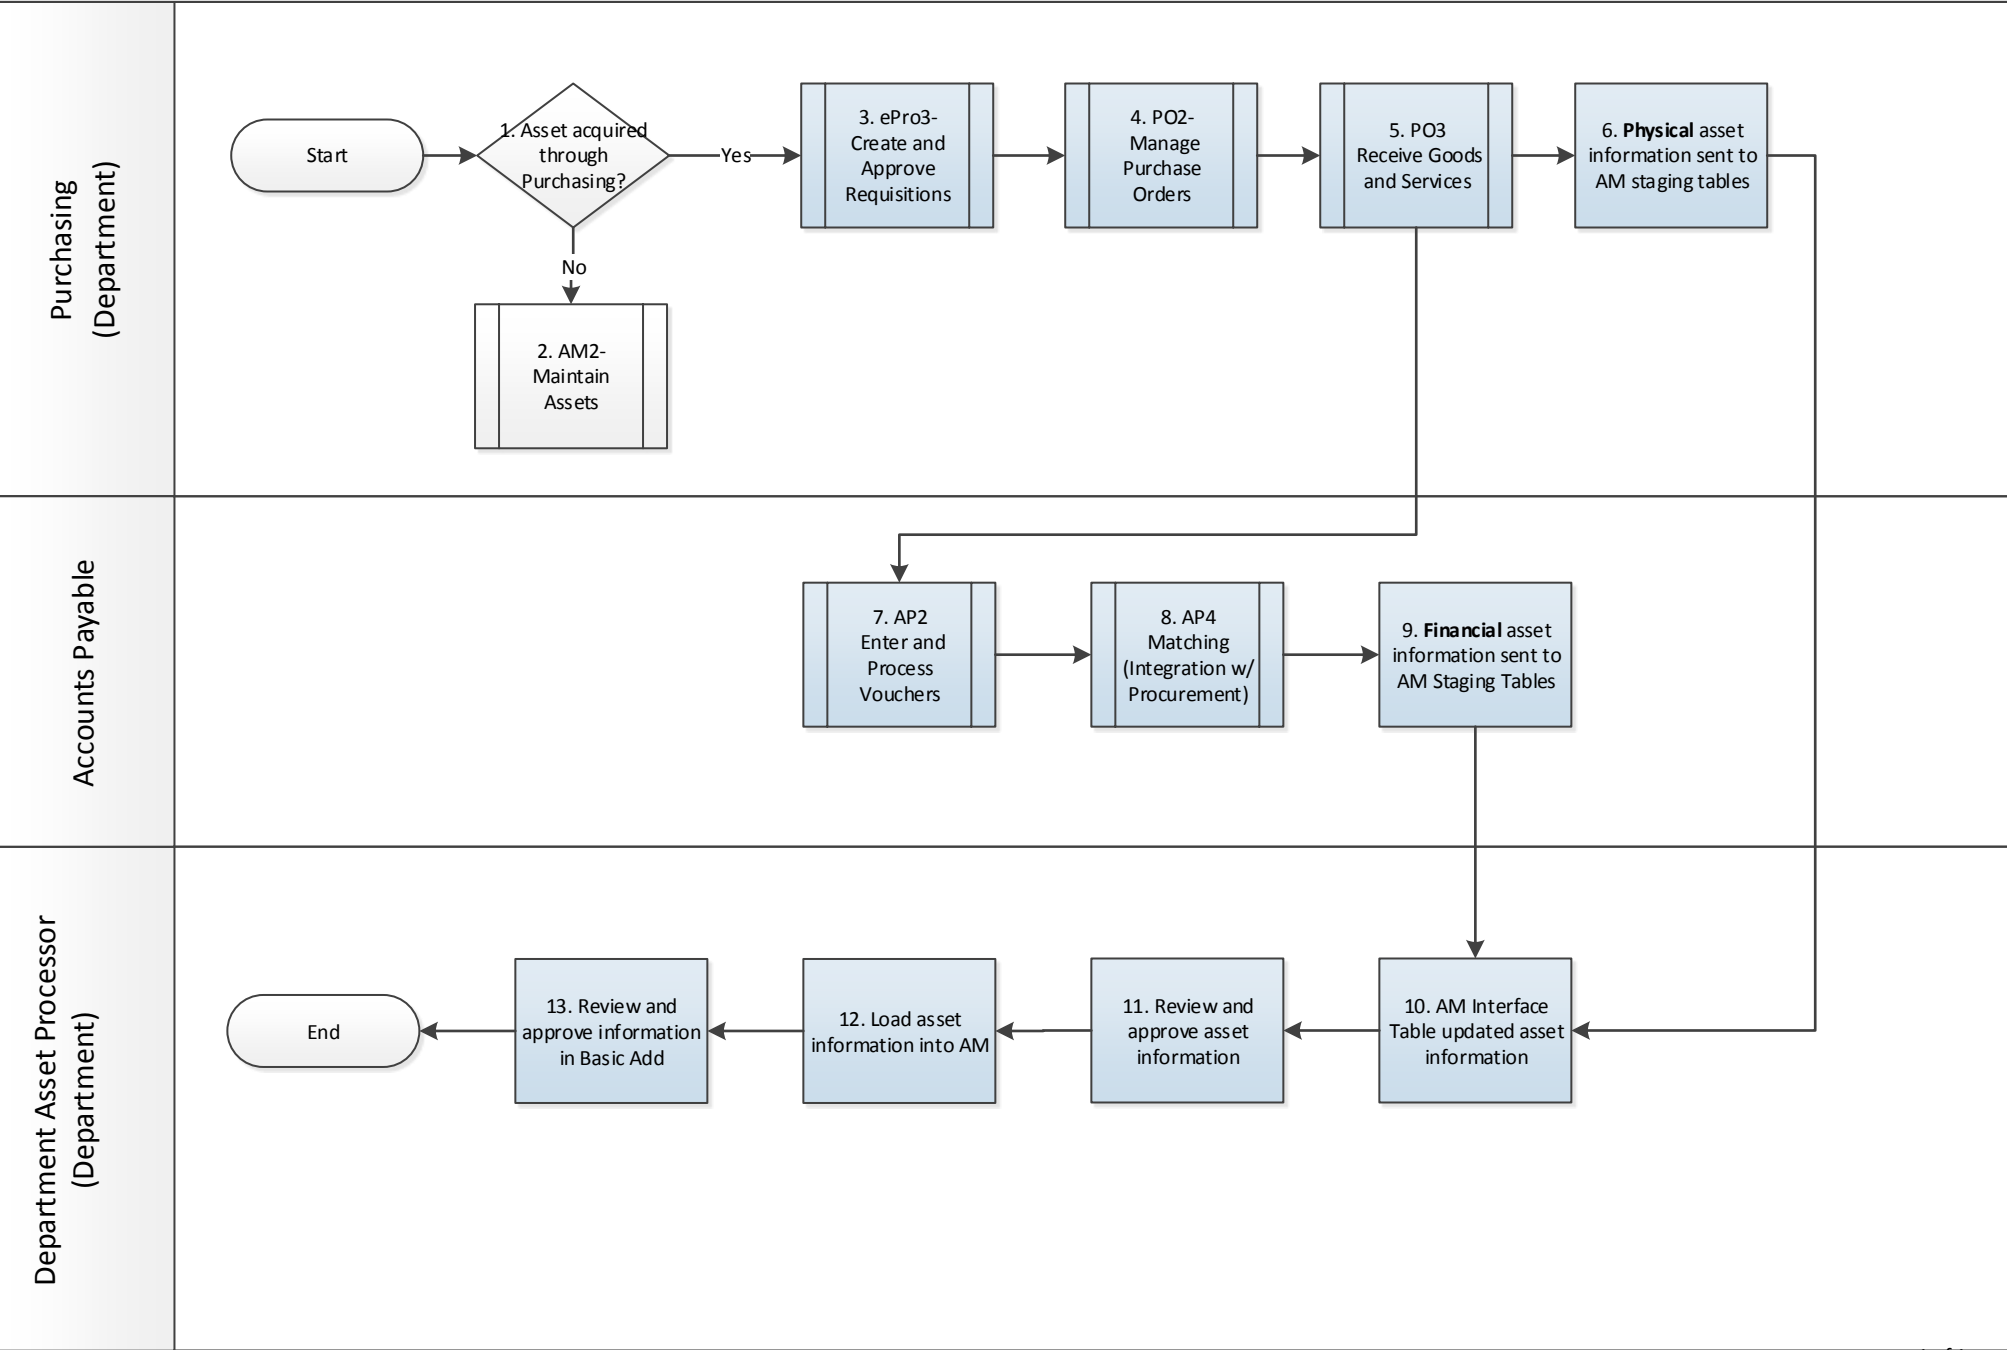 Purchasing
(Department)
Start
1. Asset acquired
through
Purchasing?
Yes
No
2. AM2-
Maintain
Assets
3. ePro3-
Create and
Approve
Requisitions
4. PO2-
Manage
Purchase
Orders
5. PO3
Receive Goods
and Services
6. Physical asset
information sent to
AM staging tables
Accounts Payable
7. AP2
Enter and
Process
Vouchers
8. AP4
Matching
(Integration w/
Procurement)
9. Financial asset
information sent to
AM Staging Tables
Department Asset Processor
(Department)
10. AM Interface
Table updated asset
information
11. Review and
approve asset
information
12. Load asset
information into AM
13. Review and
approve information
in Basic Add
End